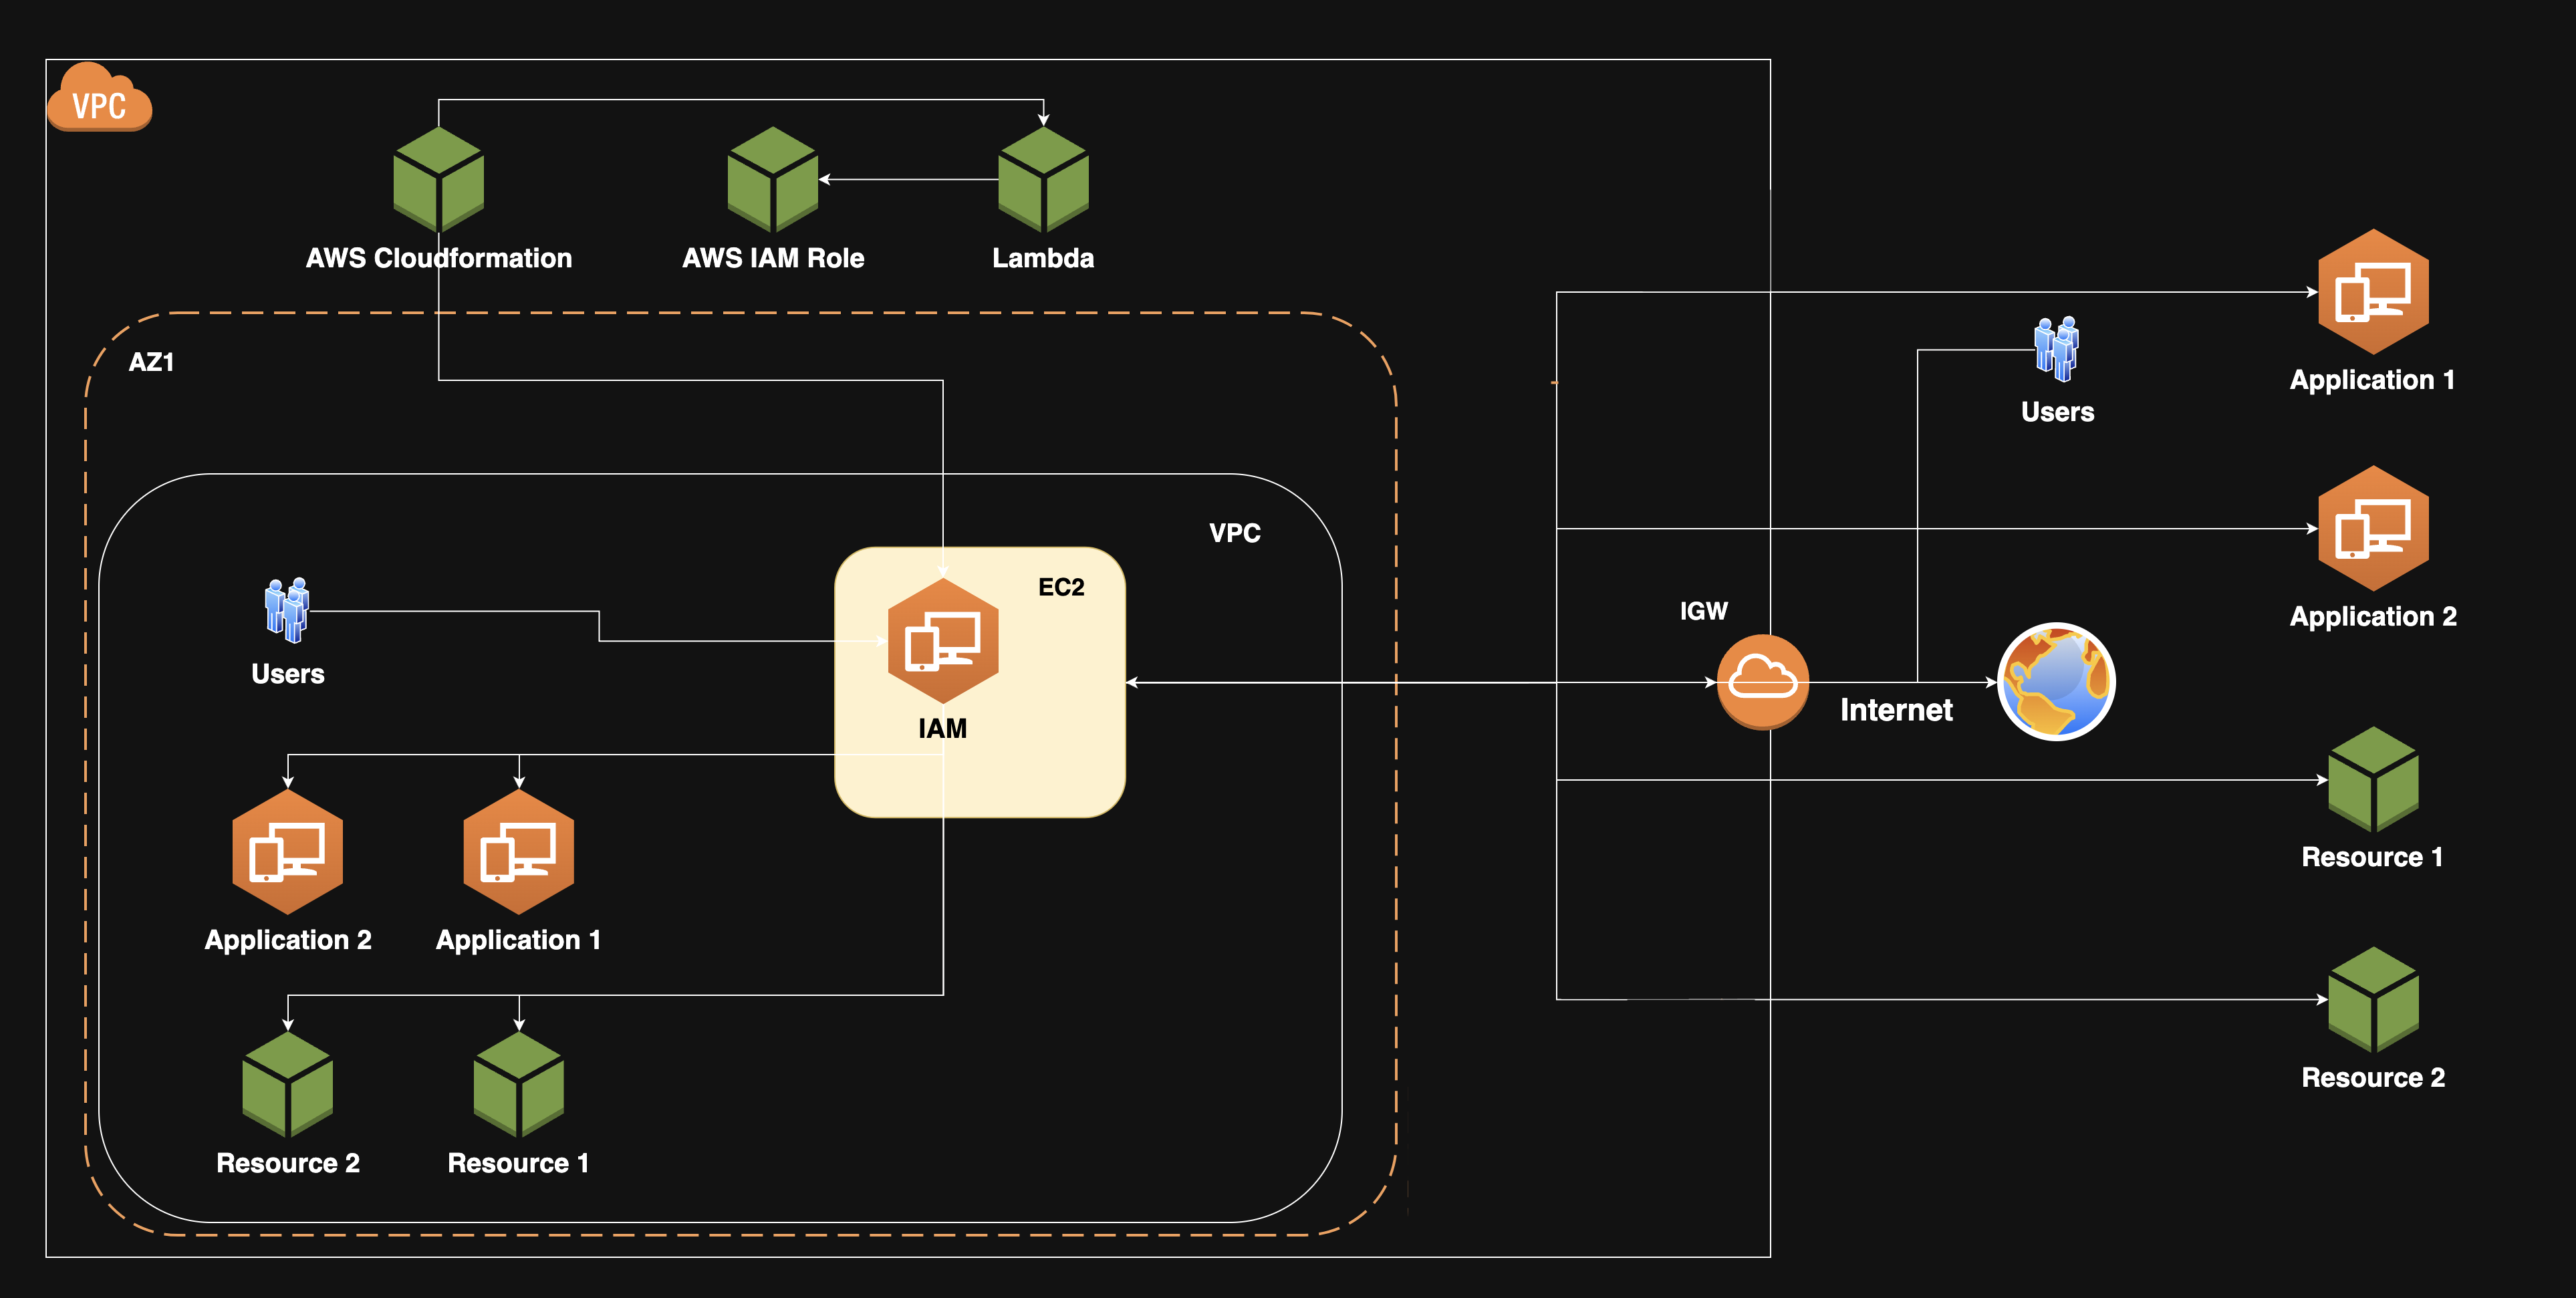 VPC
AWS Cloudformation
AWS IAM Role
Lambda
AZ1
Application 1
Users
VPC
EC2
IGW
Application 2
Users
IAM
Internet
Resource 1
Application 2
Application 1
Resource 2
Resource 2
Resource 1